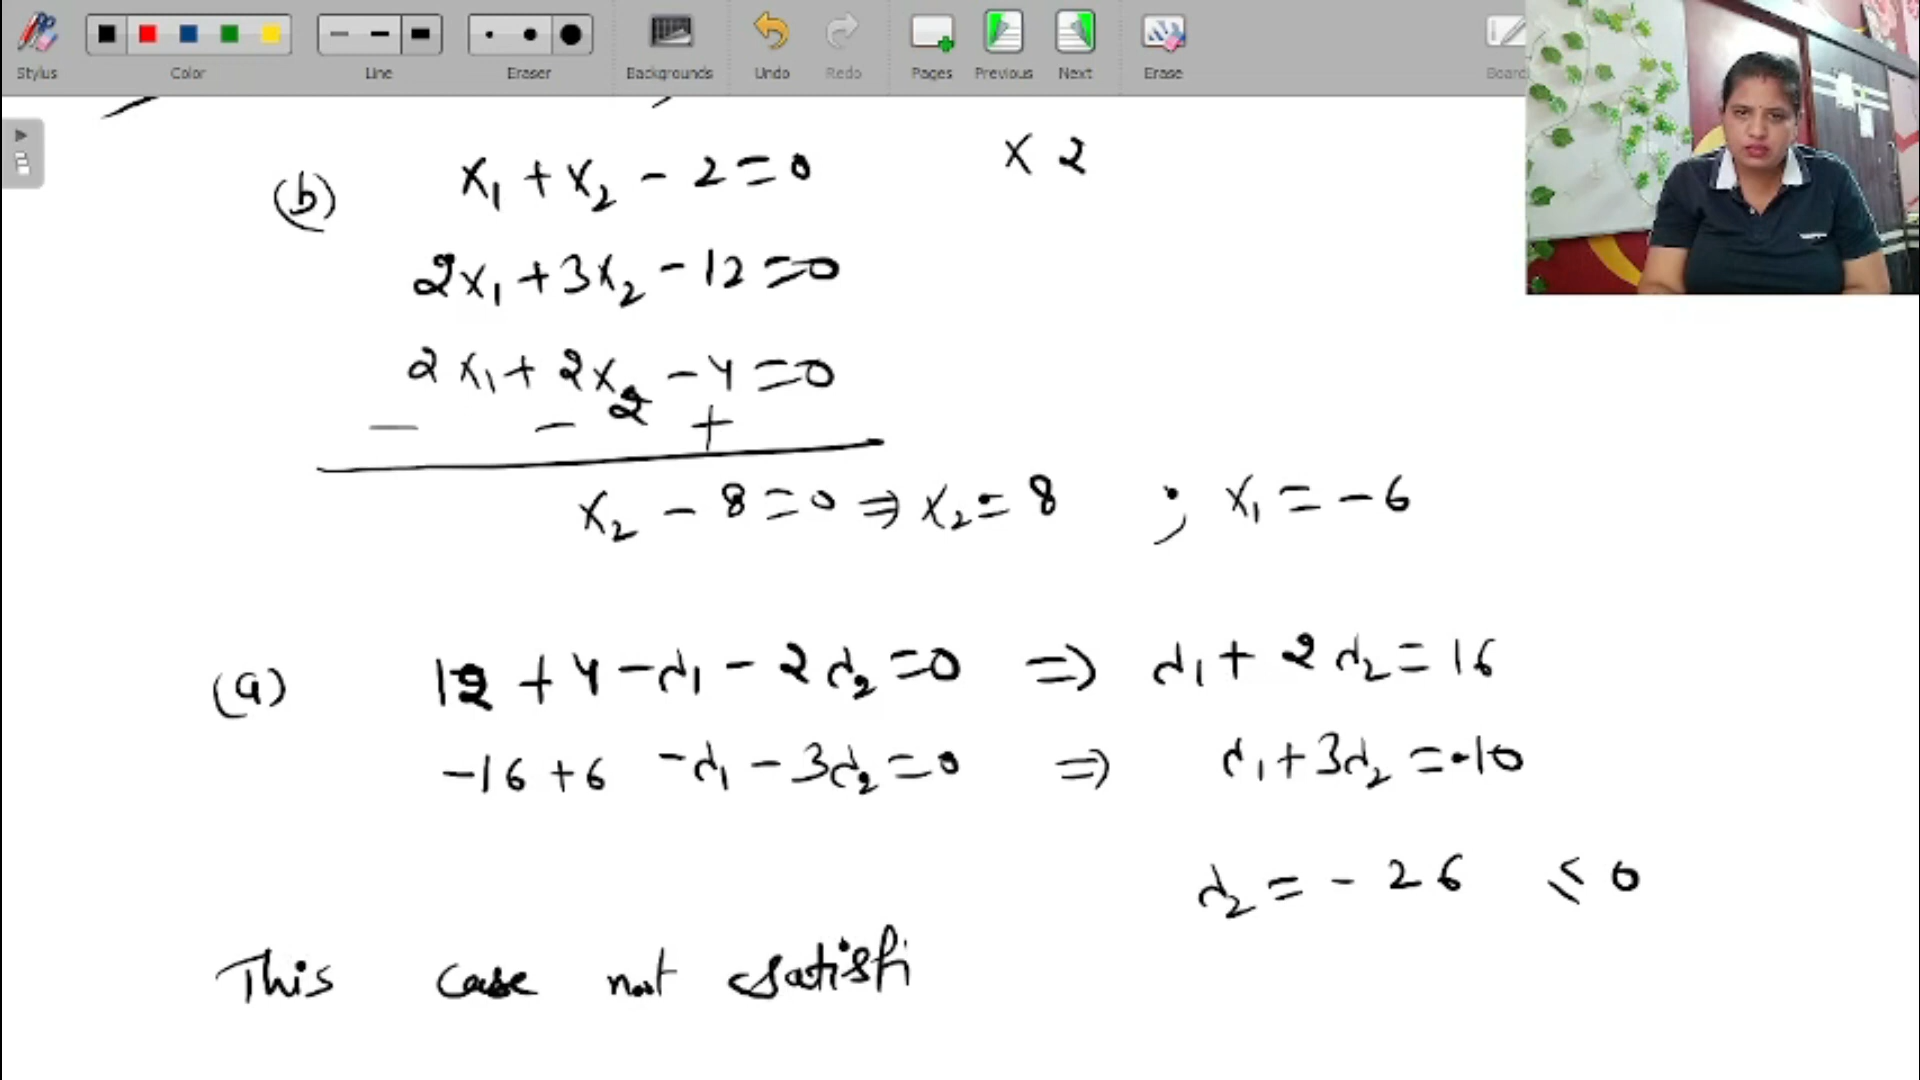 Stylus Color Line Eraser Backgrounds Undo Redo Pages Previous Next Erase Board
(b) x₁ + x₂ - 2 = 0 x 2
2x₁ + 3x₂ - 12 = 0
2x₁ + 2x₂ - 4 = 0
- - +
x₂ - 8 = 0 ⇒ x₂ = 8 ; x₁ = -6
(a) 12 + 4 - λ₁ - 2λ₂ = 0 ⇒ λ₁ + 2λ₂ = 16
-16 + 6 - λ₁ - 3λ₂ = 0 ⇒ λ₁ + 3λ₂ = -10
λ₂ = -26 ≤ 0
This case not satisfi